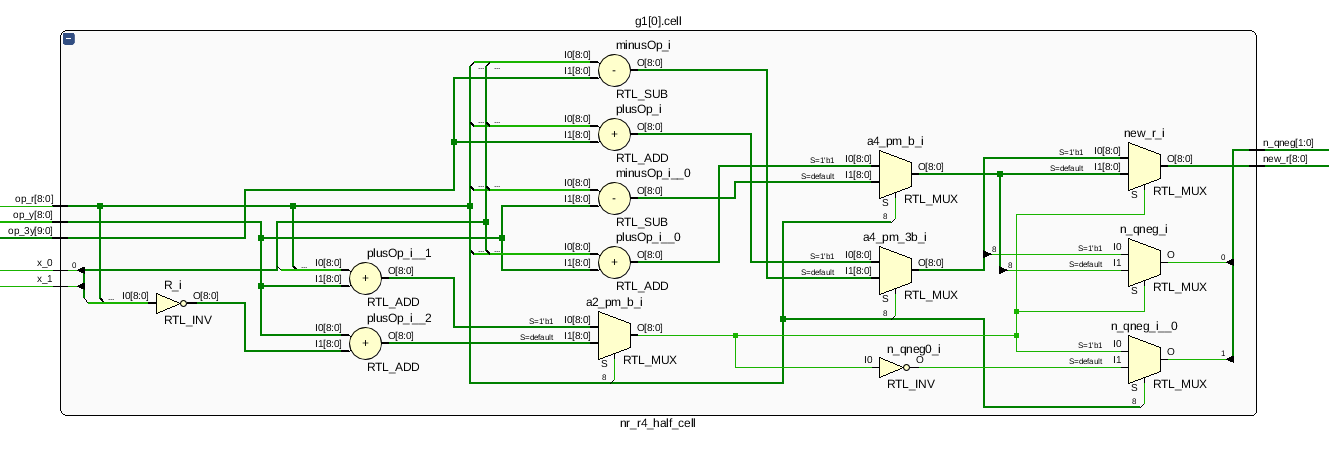 g1[0].cell
minusOp_i
I0[8:0]
I1[8:0]
O[8:0]
-
... ...
RTL_SUB
plusOp_i
I0[8:0]
I1[8:0]
O[8:0]
+
... ...
RTL_ADD
minusOp_i__0
I0[8:0]
I1[8:0]
O[8:0]
-
... ...
RTL_SUB
plusOp_i__0
I0[8:0]
I1[8:0]
O[8:0]
+
... ...
RTL_ADD
op_r[8:0]
op_y[8:0]
op_3y[9:0]
x_0
x_1
0
R_i
... I0[8:0]
O[8:0]
RTL_INV
plusOp_i__1
... I0[8:0]
I1[8:0]
O[8:0]
+
RTL_ADD
plusOp_i__2
I0[8:0]
I1[8:0]
O[8:0]
+
RTL_ADD
a2_pm_b_i
S=1'b1 I0[8:0]
S=default I1[8:0]
O[8:0]
S
8
RTL_MUX
a4_pm_b_i
S=1'b1 I0[8:0]
S=default I1[8:0]
O[8:0]
S
8
RTL_MUX
a4_pm_3b_i
S=1'b1 I0[8:0]
S=default I1[8:0]
O[8:0]
S
8
RTL_MUX
n_qneg0_i
I0
O
RTL_INV
new_r_i
S=1'b1 I0[8:0]
S=default I1[8:0]
O[8:0]
S
RTL_MUX
n_qneg_i
8 S=1'b1 I0
8 S=default I1
O
0
S
RTL_MUX
n_qneg_i__0
S=1'b1 I0
S=default I1
O
1
S
8
RTL_MUX
n_qneg[1:0]
new_r[8:0]
nr_r4_half_cell